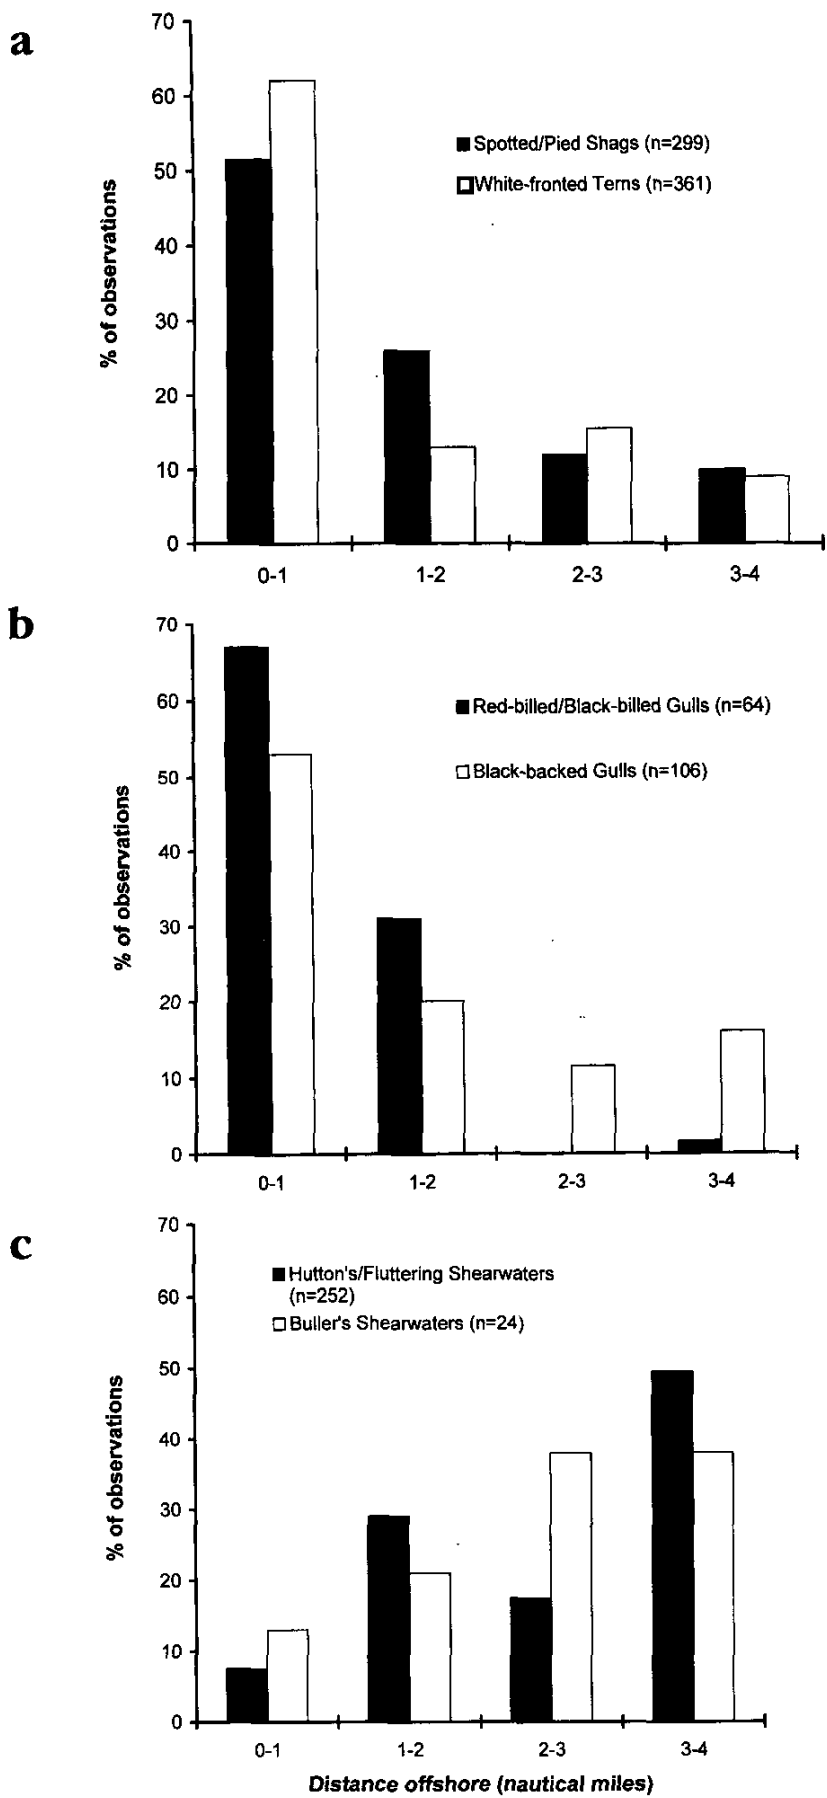 a
70
60
50
40
30
20
10
0
% of observations
Spotted/Pied Shags (n=299)
White-fronted Terns (n=361)
0-1 1-2 2-3 3-4
b
70
60
50
40
30
20
10
0
% of observations
Red-billed/Black-billed Gulls (n=64)
Black-backed Gulls (n=106)
0-1 1-2 2-3 3-4
c
70
60
50
40
30
20
10
0
% of observations
Hutton's/Fluttering Shearwaters
(n=252)
Buller's Shearwaters (n=24)
0-1 1-2 2-3 3-4
Distance offshore (nautical miles)